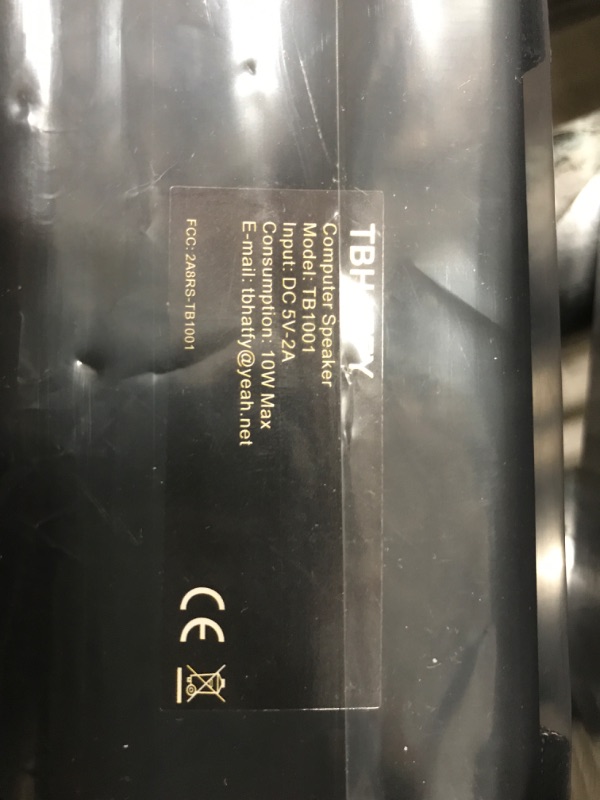 Computer Speaker
Model: TB1001
Input: DC 5V-2A
Consumption: 10W Max
E-mail: tbhatfy@yeah.net
FCC: 2A8RS-TB1001
CE